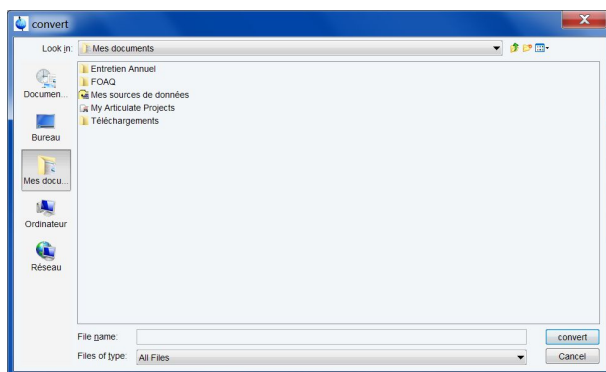 convert
Look in: Mes documents
Entretien Annuel
FOAQ
Mes sources de données
My Articulate Projects
Téléchargements
Documen...
Bureau
Mes docu...
Ordinateur
Réseau
File name: convert
Files of type: All Files Cancel